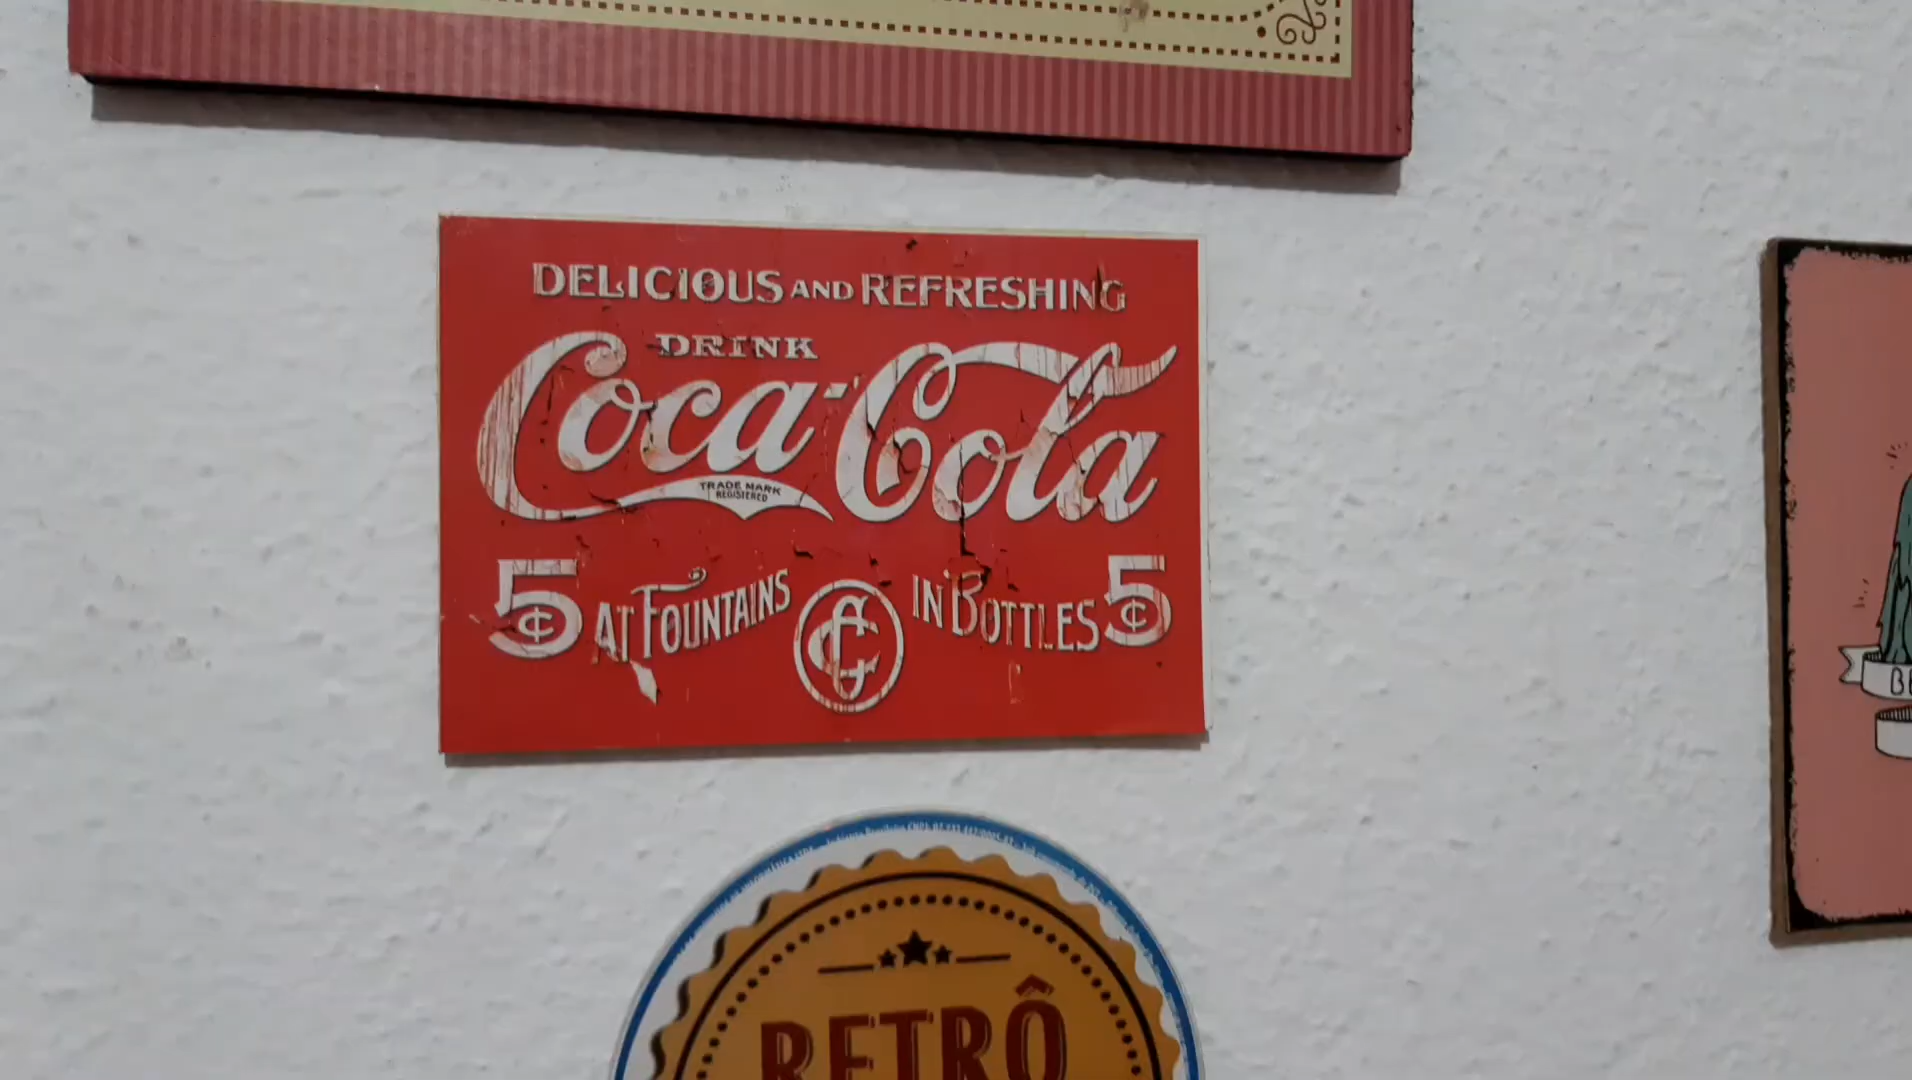 DELICIOUS AND REFRESHING
DRINK
Coca-Cola
TRADE MARK
REGISTERED
5¢ AT FOUNTAINS IN BOTTLES 5¢
RETRÔ